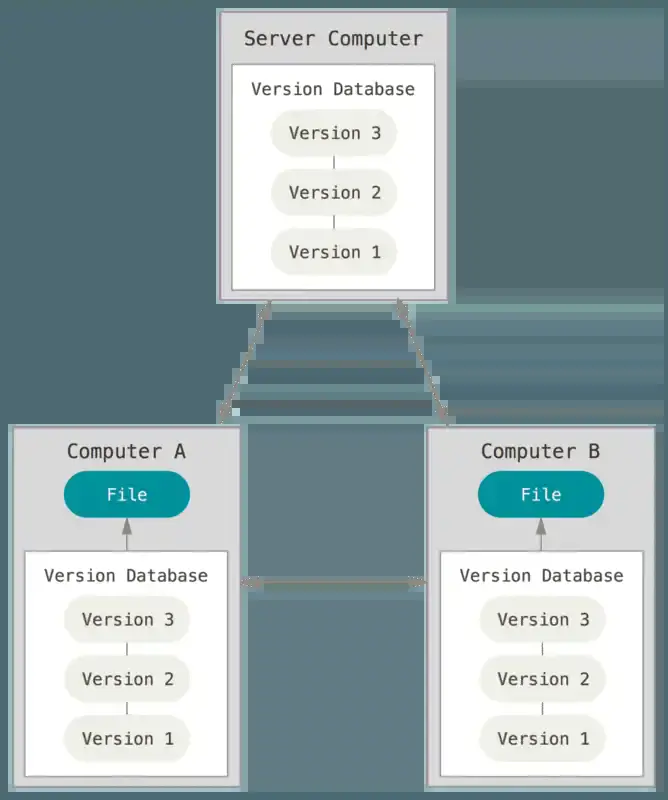 Server Computer
Version Database
Version 3
Version 2
Version 1
Computer A
File
Version Database
Version 3
Version 2
Version 1
Computer B
File
Version Database
Version 3
Version 2
Version 1